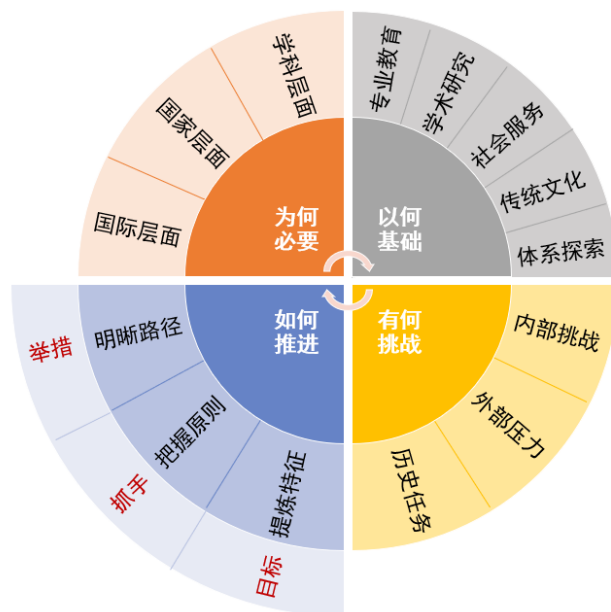 学科层面
国家层面
国际层面
为何
必要
专业教育
学术研究
社会服务
传统文化
体系探索
以何
基础
举措
明晰路径
抓手
把握原则
目标
提炼特征
如何
推进
有何
挑战
内部挑战
外部压力
历史任务